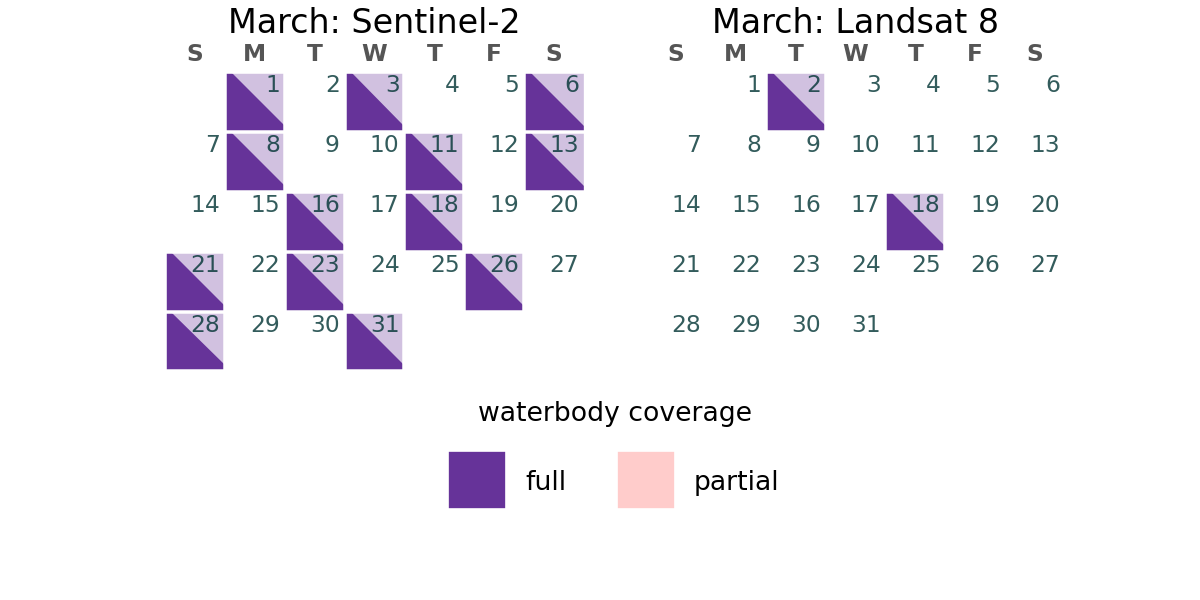 March: Sentinel-2
S M T W T F S
1 2 3 4 5 6
7 8 9 10 11 12 13
14 15 16 17 18 19 20
21 22 23 24 25 26 27
28 29 30 31
March: Landsat 8
S M T W T F S
1 2 3 4 5 6
7 8 9 10 11 12 13
14 15 16 17 18 19 20
21 22 23 24 25 26 27
28 29 30 31
waterbody coverage
full partial